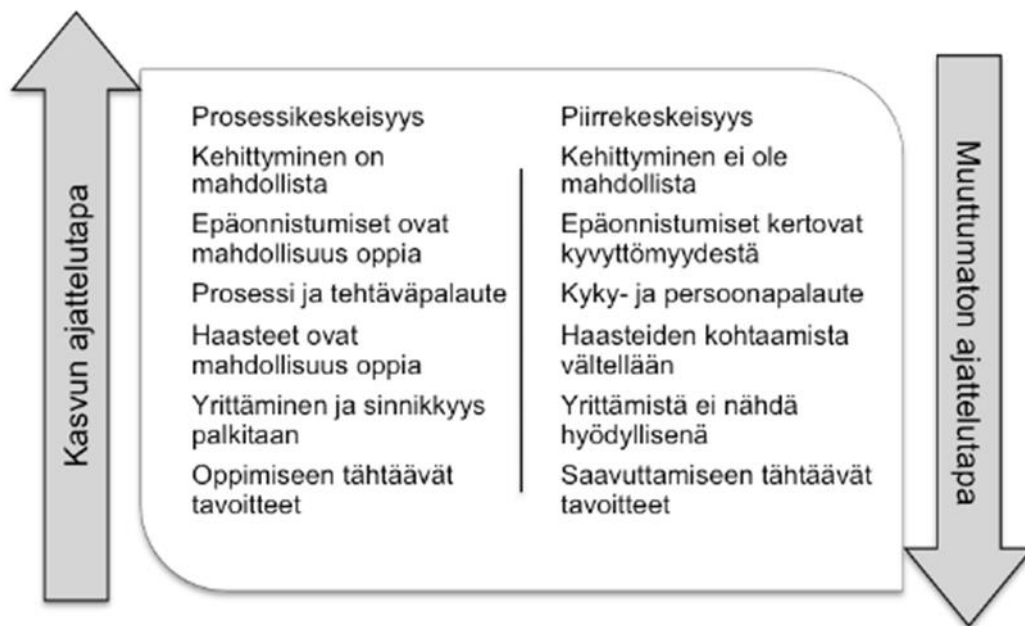 Kasvun ajattelutapa
Prosessikeskeisyys
Kehittyminen on
mahdollista
Epäonnistumiset ovat
mahdollisuus oppia
Prosessi ja tehtäväpalaute
Haasteet ovat
mahdollisuus oppia
Yrittäminen ja sinnikkyys
palkitaan
Oppimiseen tähtäävät
tavoitteet
Piirrekeskeisyys
Kehittyminen ei ole
mahdollista
Epäonnistumiset kertovat
kyvyttömyydestä
Kyky- ja persoonapalaute
Haasteiden kohtaamista
vältellään
Yrittämistä ei nähdä
hyödyllisenä
Saavuttamiseen tähtäävät
tavoitteet
Muuttumaton ajattelutapa